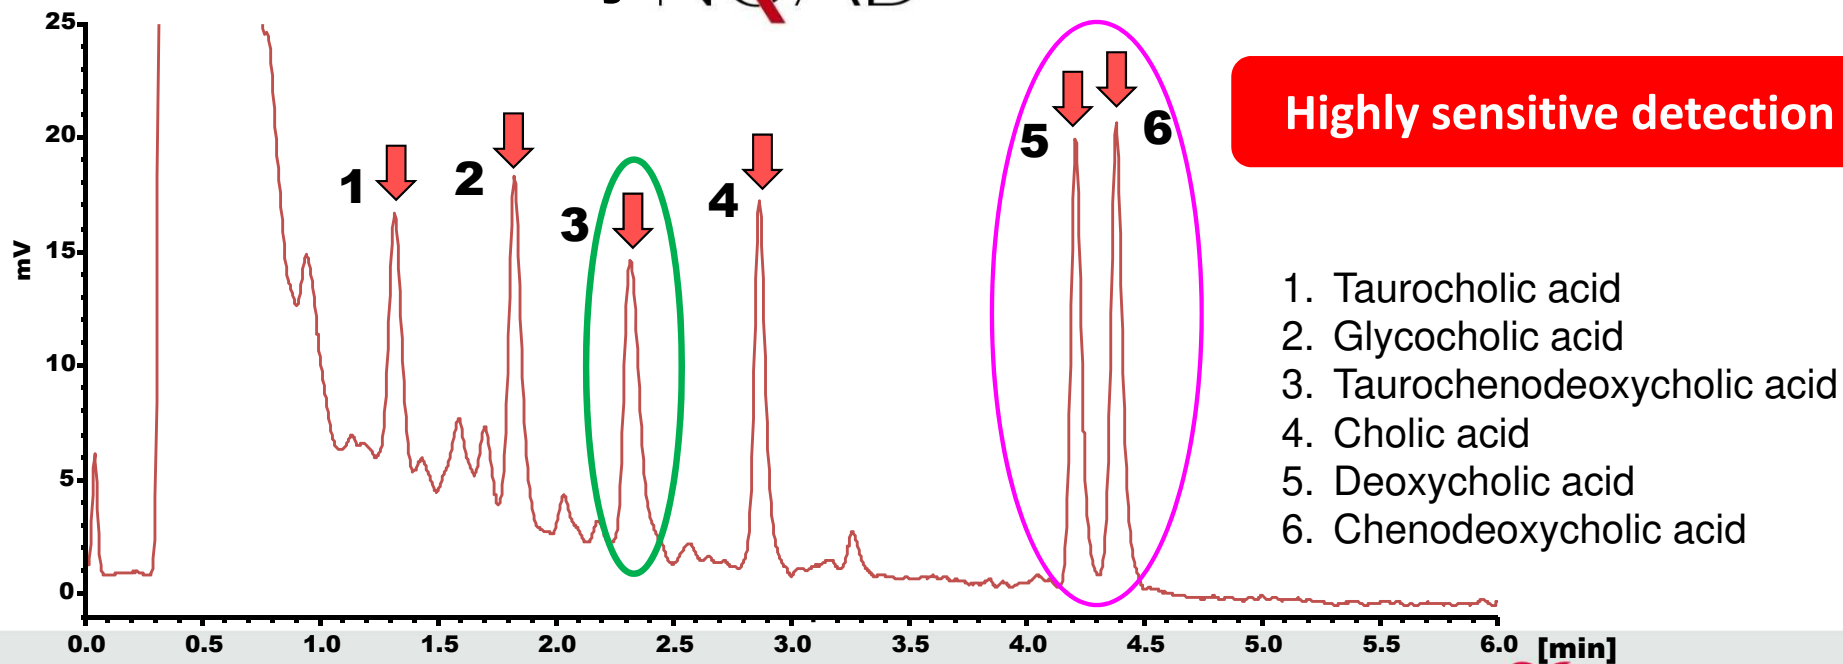 25
20
15
10
5
0
mV
1
2
3
4
5
6
0.0 0.5 1.0 1.5 2.0 2.5 3.0 3.5 4.0 4.5 5.0 5.5 6.0 [min]
Highly sensitive detection
1. Taurocholic acid
2. Glycocholic acid
3. Taurochenodeoxycholic acid
4. Cholic acid
5. Deoxycholic acid
6. Chenodeoxycholic acid